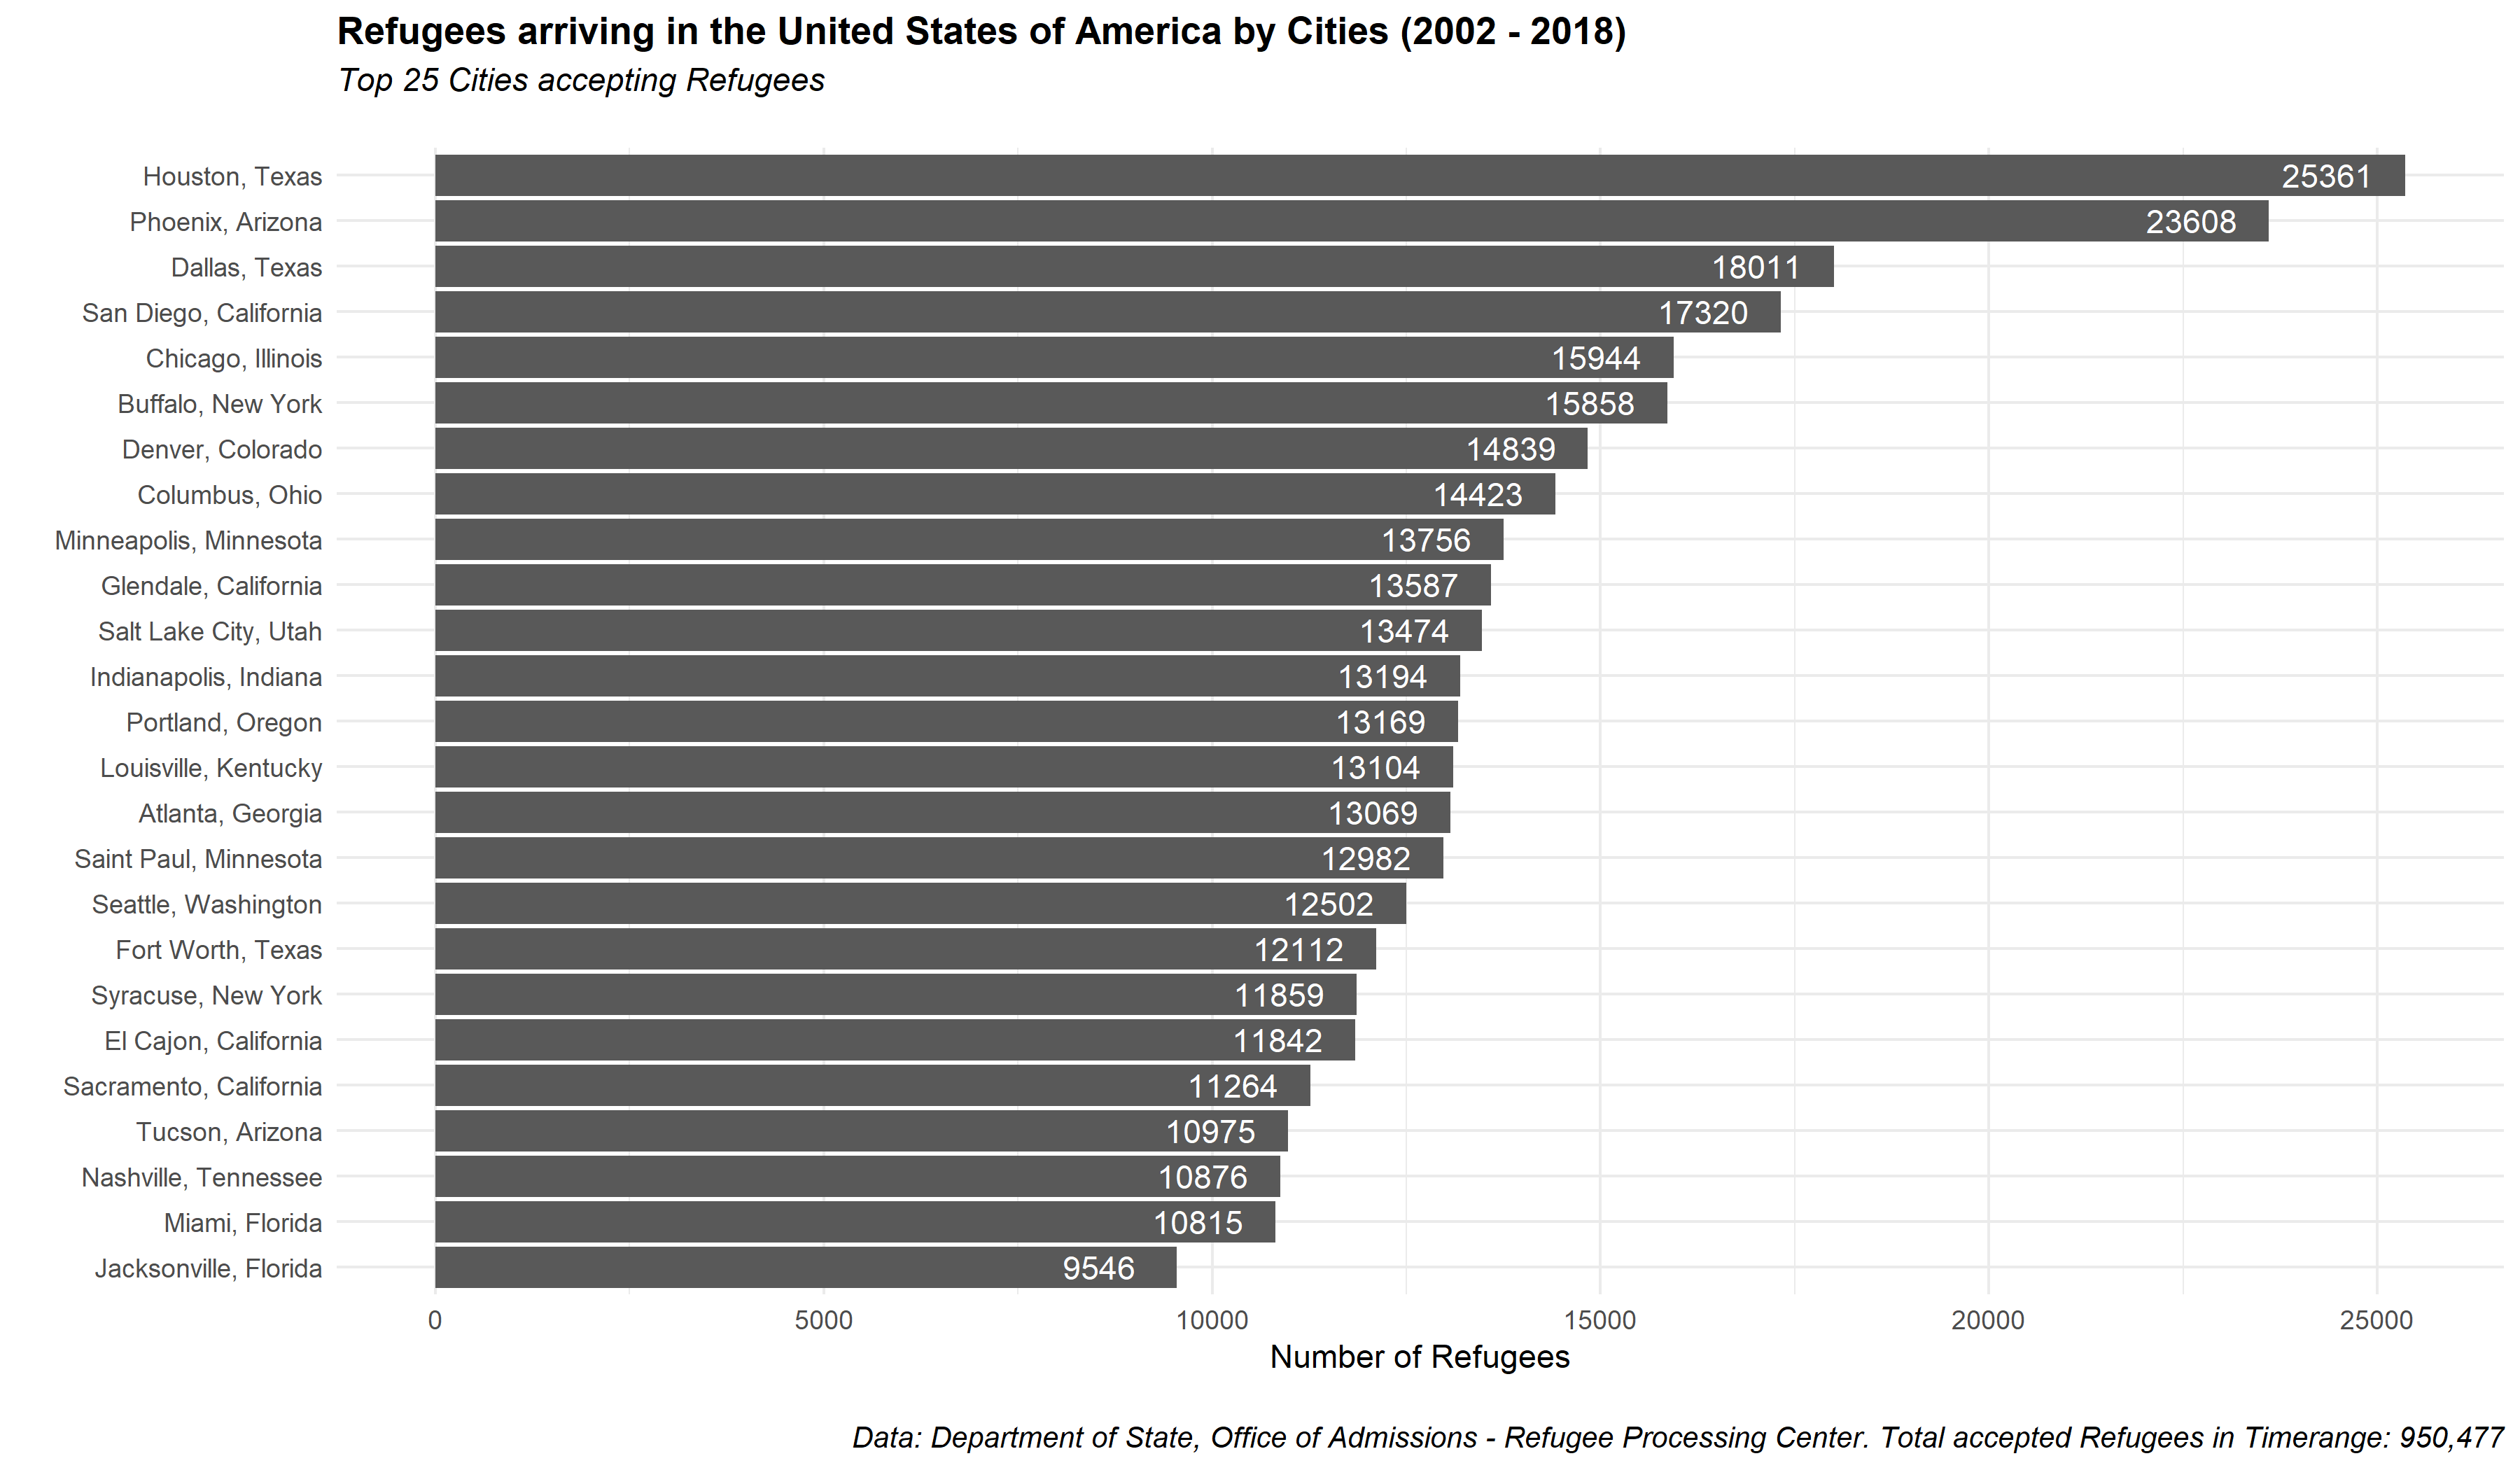 Refugees arriving in the United States of America by Cities (2002 - 2018)
Top 25 Cities accepting Refugees
Houston, Texas 25361
Phoenix, Arizona 23608
Dallas, Texas 18011
San Diego, California 17320
Chicago, Illinois 15944
Buffalo, New York 15858
Denver, Colorado 14839
Columbus, Ohio 14423
Minneapolis, Minnesota 13756
Glendale, California 13587
Salt Lake City, Utah 13474
Indianapolis, Indiana 13194
Portland, Oregon 13169
Louisville, Kentucky 13104
Atlanta, Georgia 13069
Saint Paul, Minnesota 12982
Seattle, Washington 12502
Fort Worth, Texas 12112
Syracuse, New York 11859
El Cajon, California 11842
Sacramento, California 11264
Tucson, Arizona 10975
Nashville, Tennessee 10876
Miami, Florida 10815
Jacksonville, Florida 9546
0 5000 10000 15000 20000 25000
Number of Refugees
Data: Department of State, Office of Admissions - Refugee Processing Center. Total accepted Refugees in Timerange: 950,477